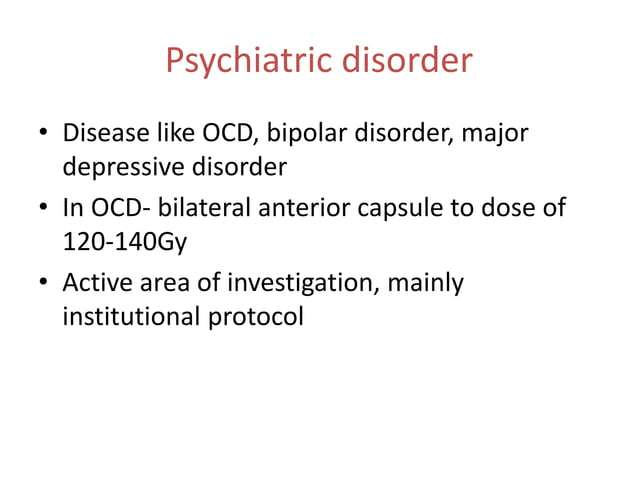 Psychiatric disorder
• Disease like OCD, bipolar disorder, major
depressive disorder
• In OCD- bilateral anterior capsule to dose of
120-140Gy
• Active area of investigation, mainly
institutional protocol